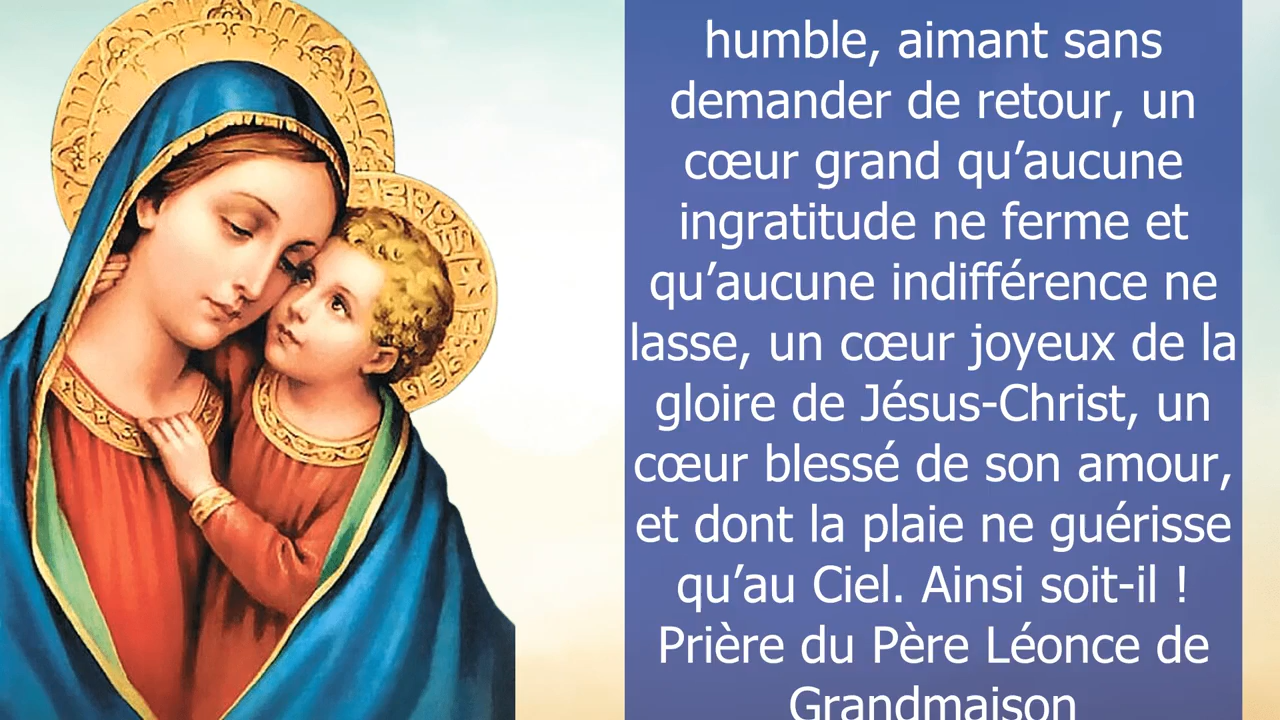 humble, aimant sans
demander de retour, un
cœur grand qu’aucune
ingratitude ne ferme et
qu’aucune indifférence ne
lasse, un cœur joyeux de la
gloire de Jésus-Christ, un
cœur blessé de son amour,
et dont la plaie ne guérisse
qu’au Ciel. Ainsi soit-il !
Prière du Père Léonce de
Grandmaison